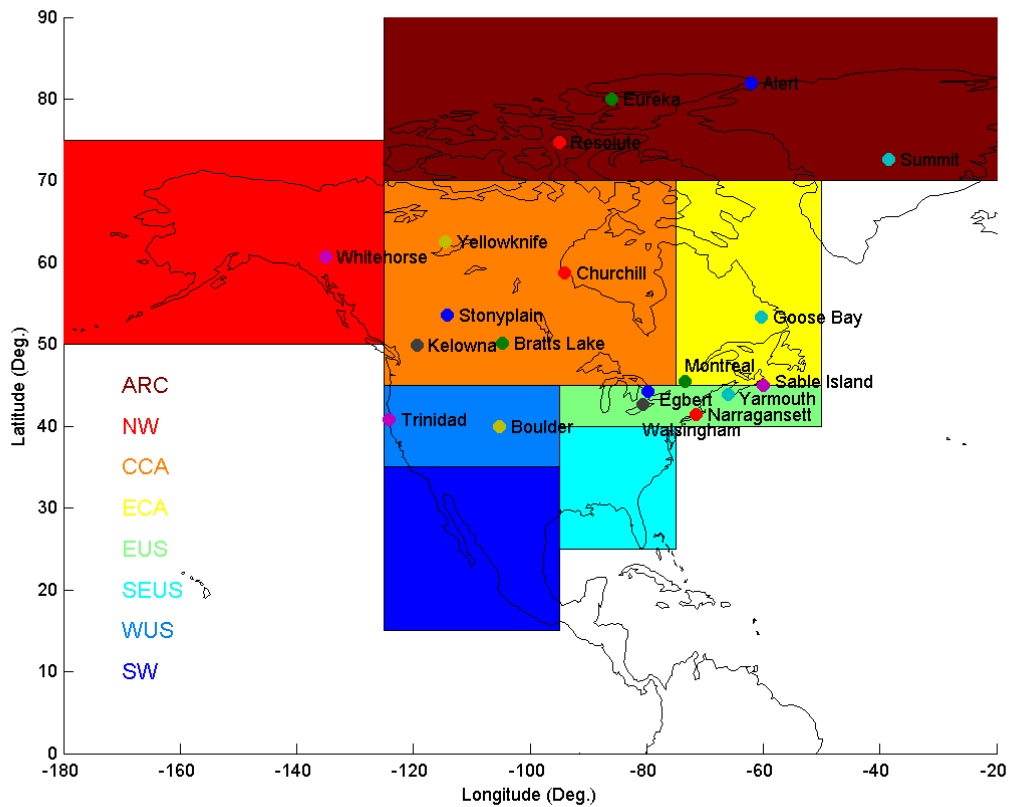 90
80
70
60
50
40
30
20
10
0
Latitude (Deg.)
Alert
Eureka
Resolute
Summit
Yellowknife
Whitehorse
Churchill
Stonyplain
Goose Bay
Kelowna
Bratts Lake
Montreal
Sable Island
Egbert
Yarmouth
Narragansett
Walsingham
Trinidad
Boulder
ARC
NW
CCA
ECA
EUS
SEUS
WUS
SW
-180
-160
-140
-120
-100
-80
-60
-40
-20
Longitude (Deg.)